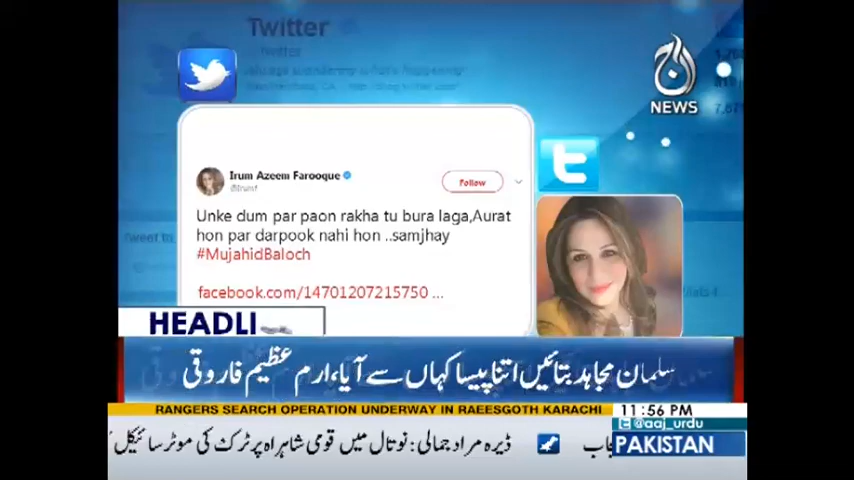 Twitter
آج
NEWS
Irum Azeem Farooque
Follow
Unke dum par paon rakha tu bura laga,Aurat
hon par darpook nahi hon ..samjhay
#MujahidBaloch
facebook.com/14701207215750 ...
HEADLI
سلمان مجاہد بتائیں اتنا پیسا کہاں سے آیا، ارم عظیم فاروقی
RANGERS SEARCH OPERATION UNDERWAY IN RAEESGOTH KARACHI
11:56 PM
@aaj_urdu
PAKISTAN
جاب
ڈیرہ مراد جمالی: نوتال میں قومی شاہراہ پر ٹرک کی موٹر سائیکل کو